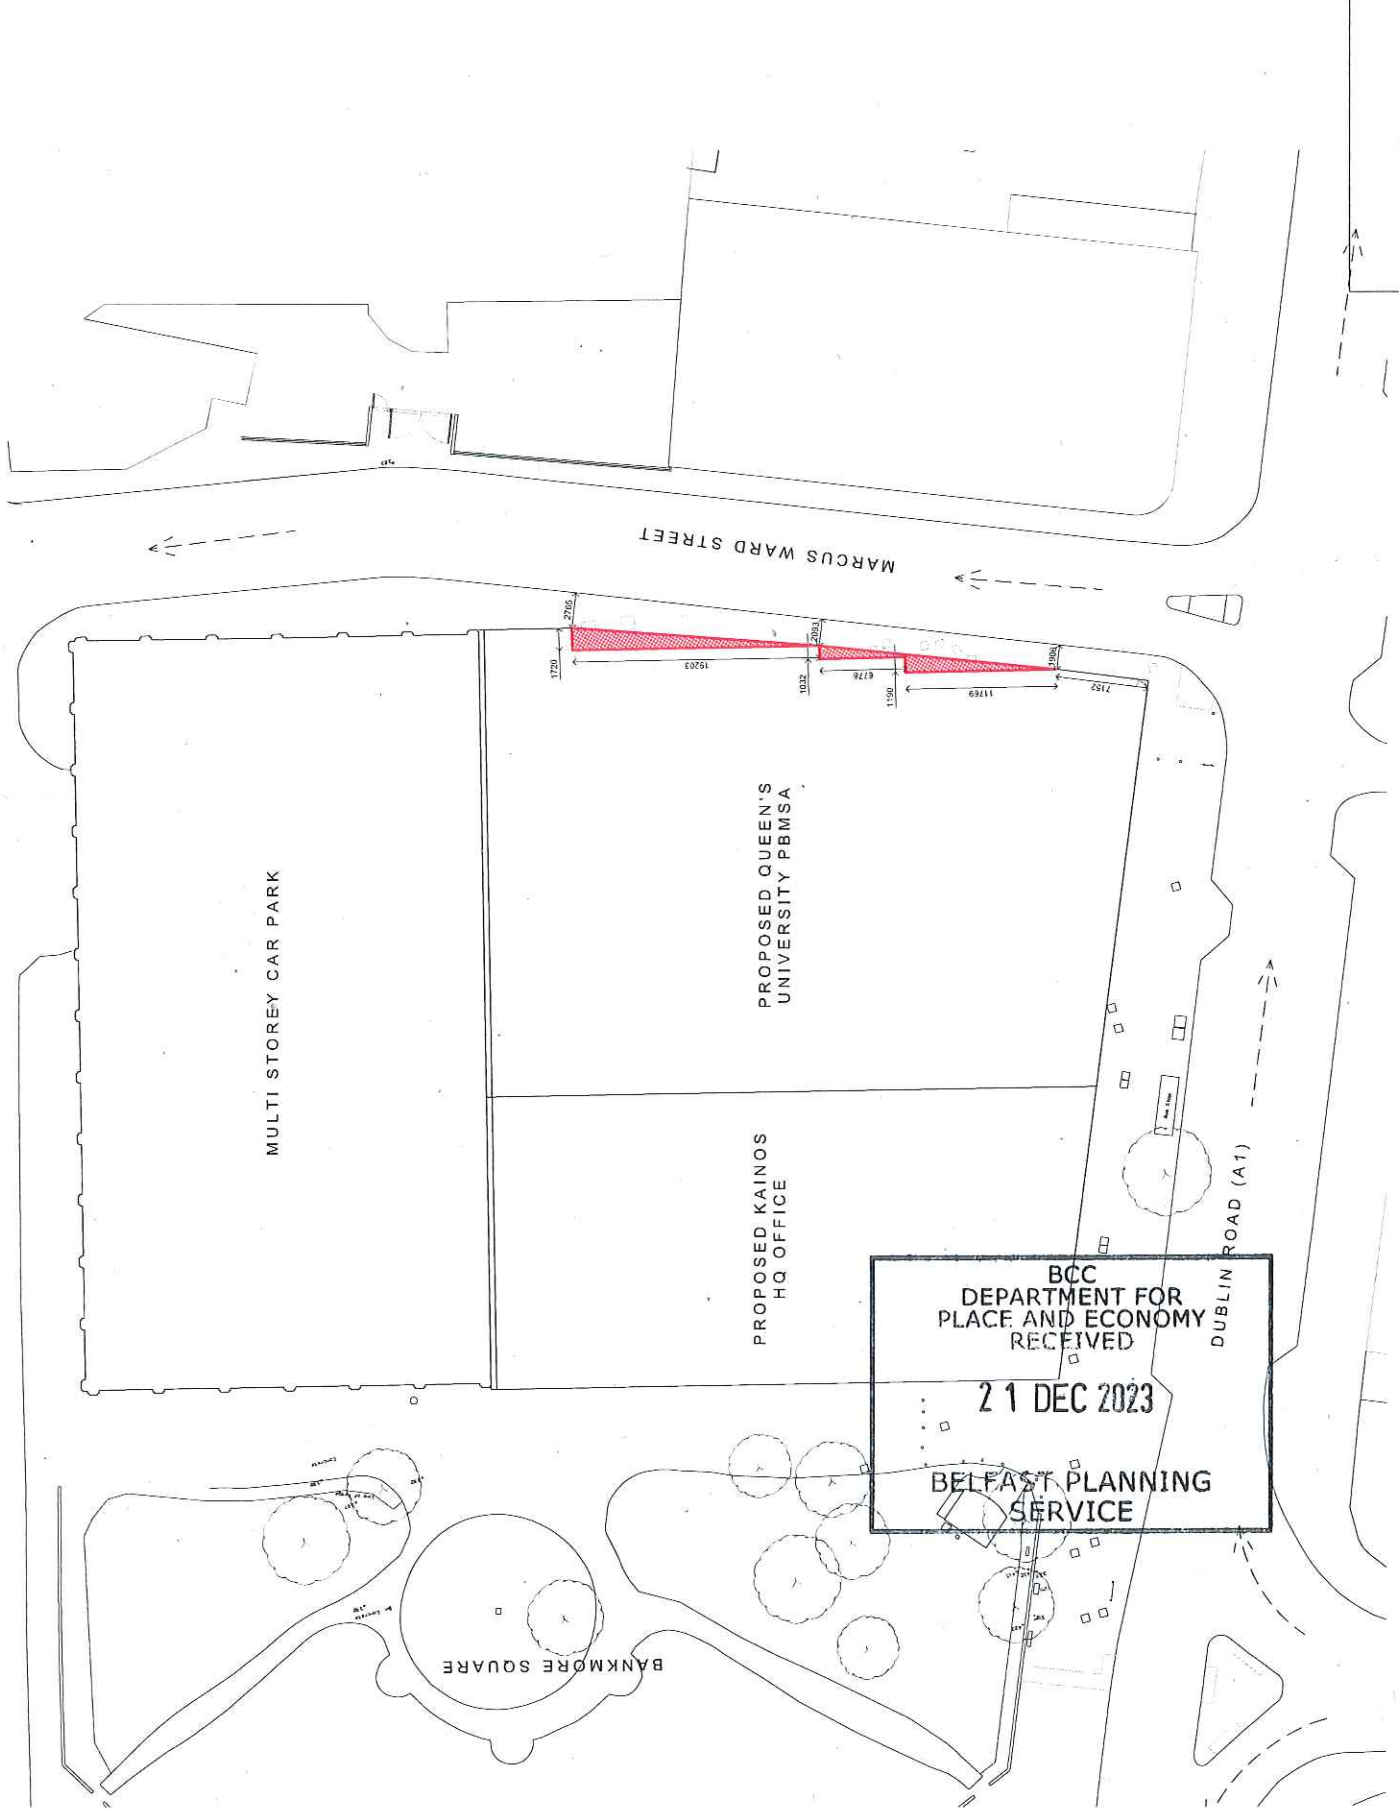 MARCUS WARD STREET
2765
1720
19203
2093
1032
6778
1190
11769
1906
7152
MULTI STOREY CAR PARK
PROPOSED QUEEN'S
UNIVERSITY PBMSA
PROPOSED KAINOS
HQ OFFICE
Bus Stop
DUBLIN ROAD (A1)
BCC
DEPARTMENT FOR
PLACE AND ECONOMY
RECEIVED
21 DEC 2023
BELFAST PLANNING
SERVICE
BANKMORE SQUARE